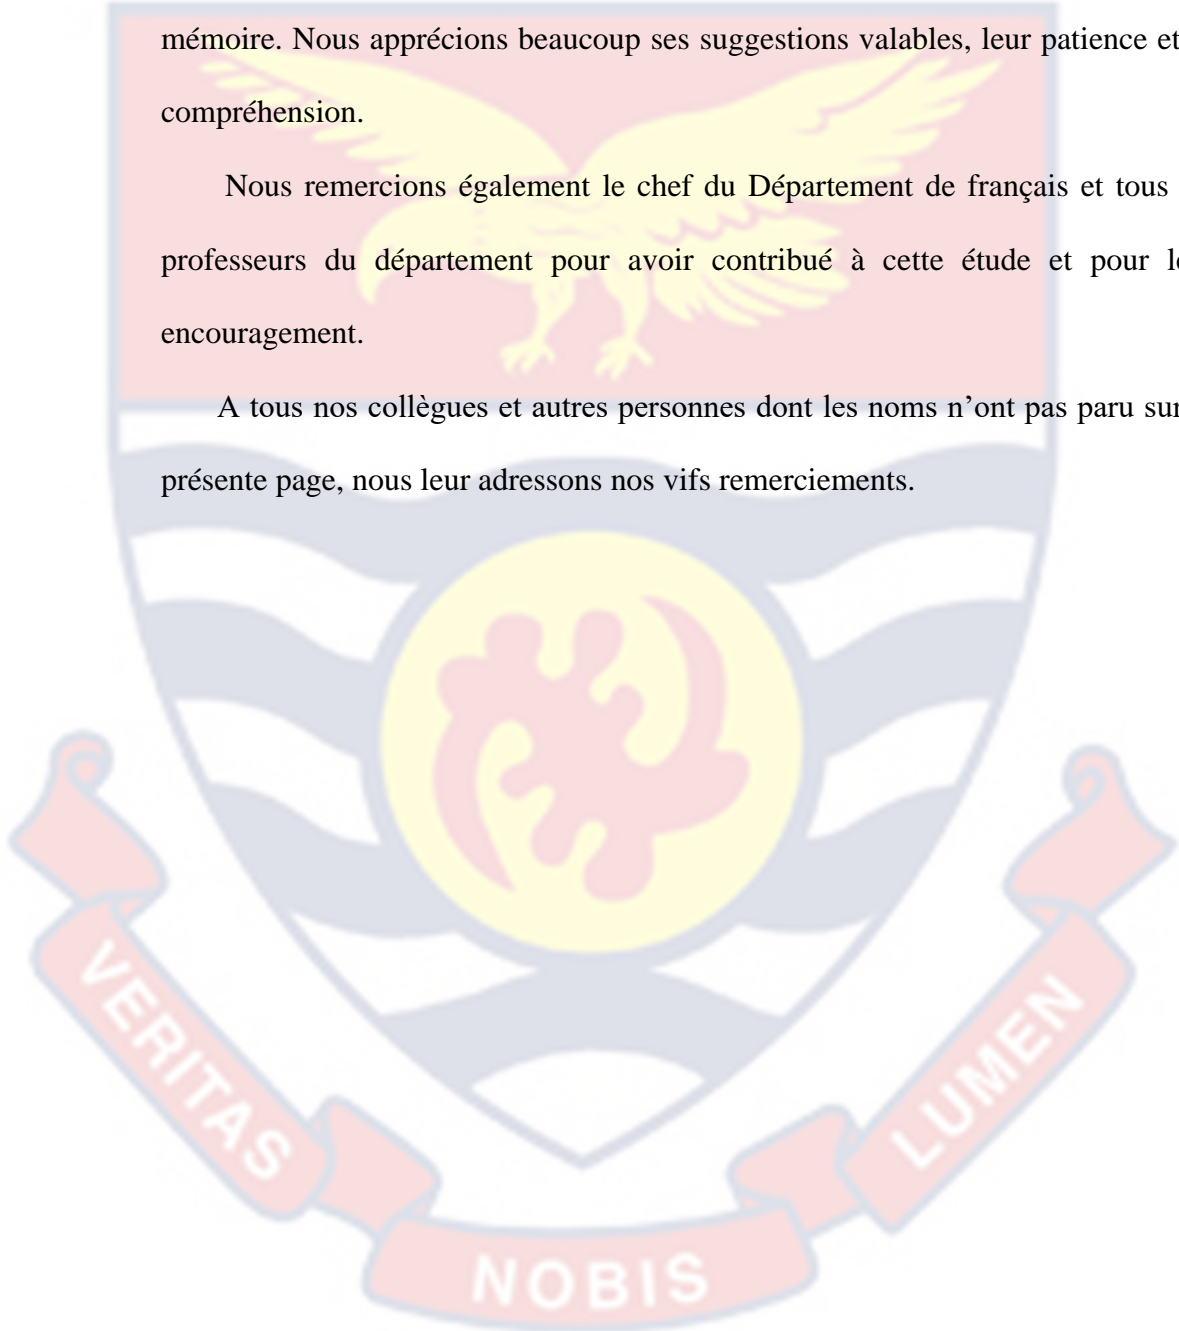 mémoire. Nous apprécions beaucoup ses suggestions valables, leur patience et
compréhension.
Nous remercions également le chef du Département de français et tous
professeurs du département pour avoir contribué à cette étude et pour
encouragement.
A tous nos collègues et autres personnes dont les noms n’ont pas paru sur
présente page, nous leur adressons nos vifs remerciements.
VERITAS
NOBIS
LUMEN